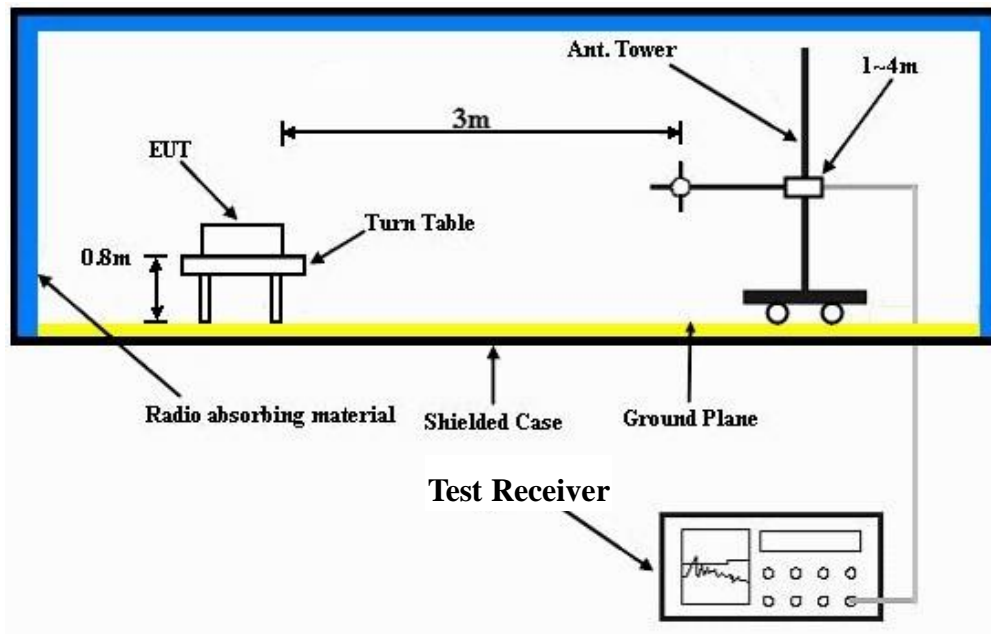 Ant. Tower
1~4m
3m
EUT
Turn Table
0.8m
Radio absorbing material
Shielded Case
Ground Plane
Test Receiver